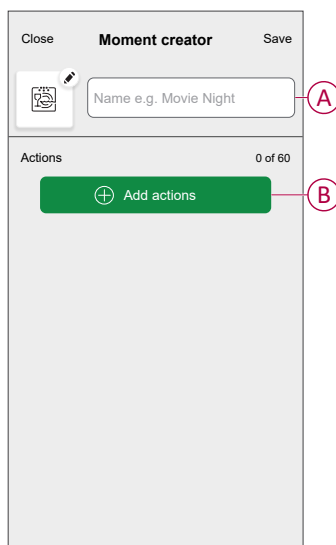 Close Moment creator Save
Name e.g. Movie Night
A
Actions 0 of 60
Add actions
B